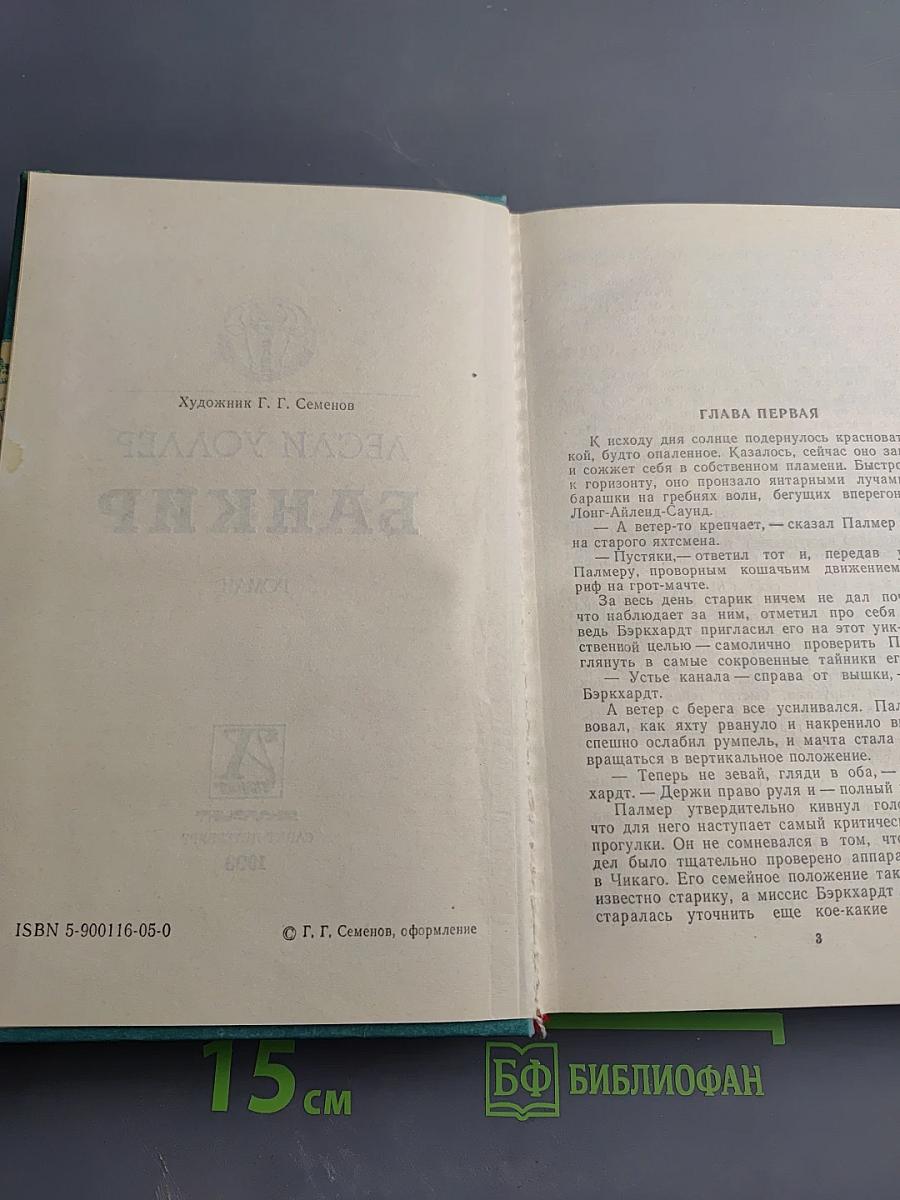 Художник Г. Г. Семенов
ЛЕСЛИ УОЛЛЕР
БАНКИР
РОМАН
САНКТ-ПЕТЕРБУРГ
1993
ISBN 5-900116-05-0
© Г. Г. Семенов, оформление
ГЛАВА ПЕРВАЯ
К исходу дня солнце подернулось красноват
кой, будто опаленное. Казалось, сейчас оно
и сожжет себя в собственном пламени. Быстро
к горизонту, оно пронзало янтарными лучами
барашки на гребнях волн, бегущих вперегон
Лонг-Айленд-Саунд.
— А ветер-то крепчает, — сказал Палмер
на старого яхтсмена.
— Пустяки,— ответил тот и, передав
Палмеру, проворным кошачьим движением
риф на грот-мачте.
За весь день старик ничем не дал поч
что наблюдает за ним, отметил про себя
ведь Бэркхардт пригласил его на этот уик-
ственной целью — самолично проверить П
глянуть в самые сокровенные тайники ег
— Устье канала — справа от вышки, —
Бэркхардт.
А ветер с берега все усиливался. Пал
вовал, как яхту рвануло и накренило
спешно ослабил румпель, и мачта стала
вращаться в вертикальное положение.
— Теперь не зевай, гляди в оба, —
хардт. — Держи право руля и — полный
Палмер утвердительно кивнул голо
что для него наступает самый критичес
прогулки. Он не сомневался в том, что
дел было тщательно проверено аппара
в Чикаго. Его семейное положение так
известно старику, а миссис Бэркхардт
старалась уточнить еще кое-какие
3
15 см
БФ БИБЛИОФАН